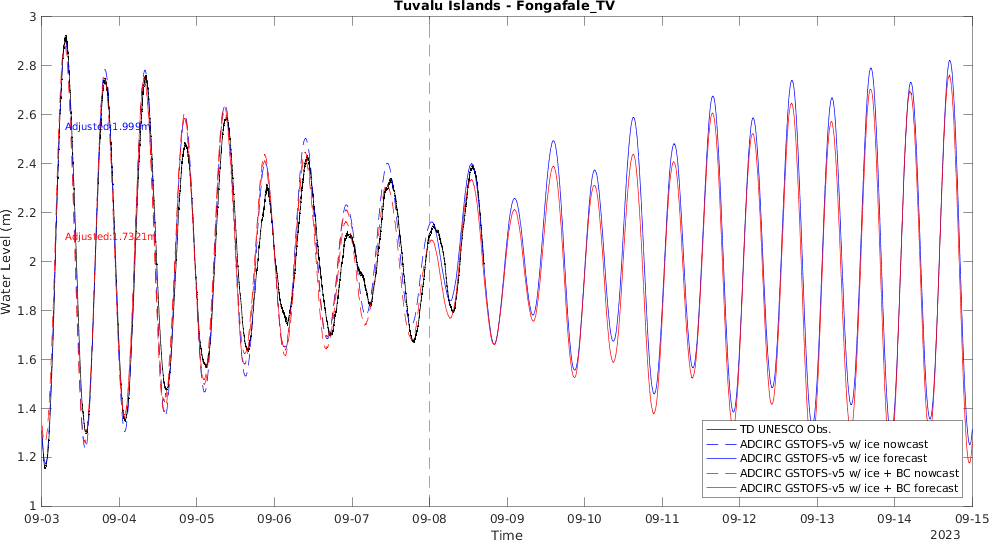 Tuvalu Islands - Fongafale_TV
3
2.8
2.6
2.4
2.2
2
1.8
1.6
1.4
1.2
1
Water Level (m)
Adjusted:1.999m
Adjusted:1.7321m
TD UNESCO Obs.
ADCIRC GSTOFS-v5 w/ ice nowcast
ADCIRC GSTOFS-v5 w/ ice forecast
ADCIRC GSTOFS-v5 w/ ice + BC nowcast
ADCIRC GSTOFS-v5 w/ ice + BC forecast
09-03 09-04 09-05 09-06 09-07 09-08 09-09 09-10 09-11 09-12 09-13 09-14 09-15
Time
2023